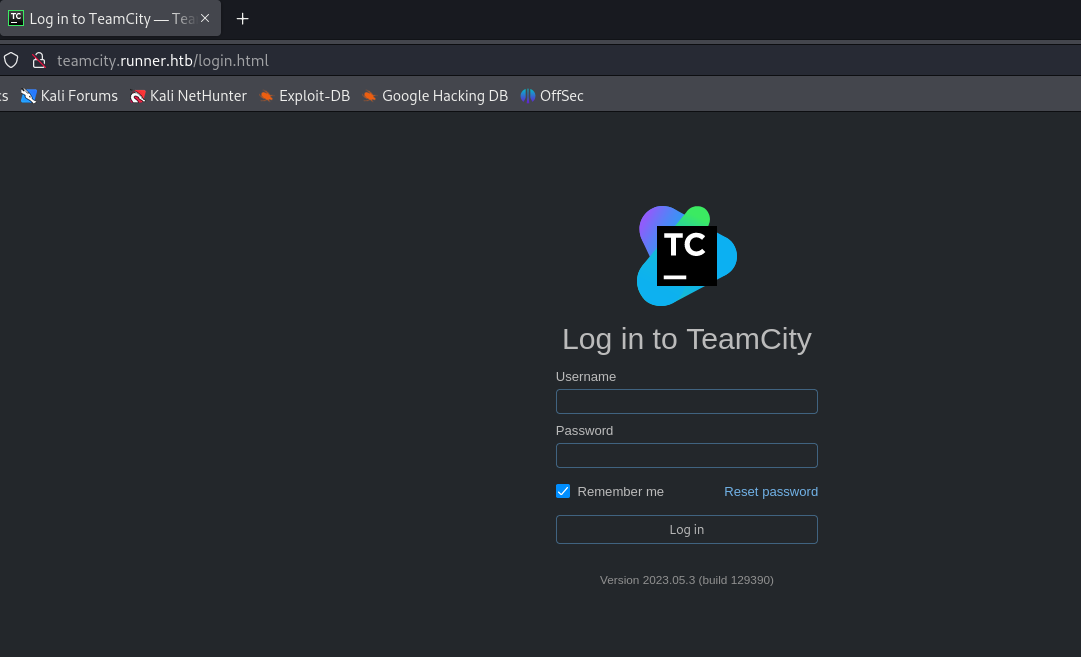 TC Log in to TeamCity — Tea
teamcity.runner.htb/login.html
Kali Forums Kali NetHunter Exploit-DB Google Hacking DB OffSec
TC
Log in to TeamCity
Username
Password
Remember me Reset password
Log in
Version 2023.05.3 (build 129390)